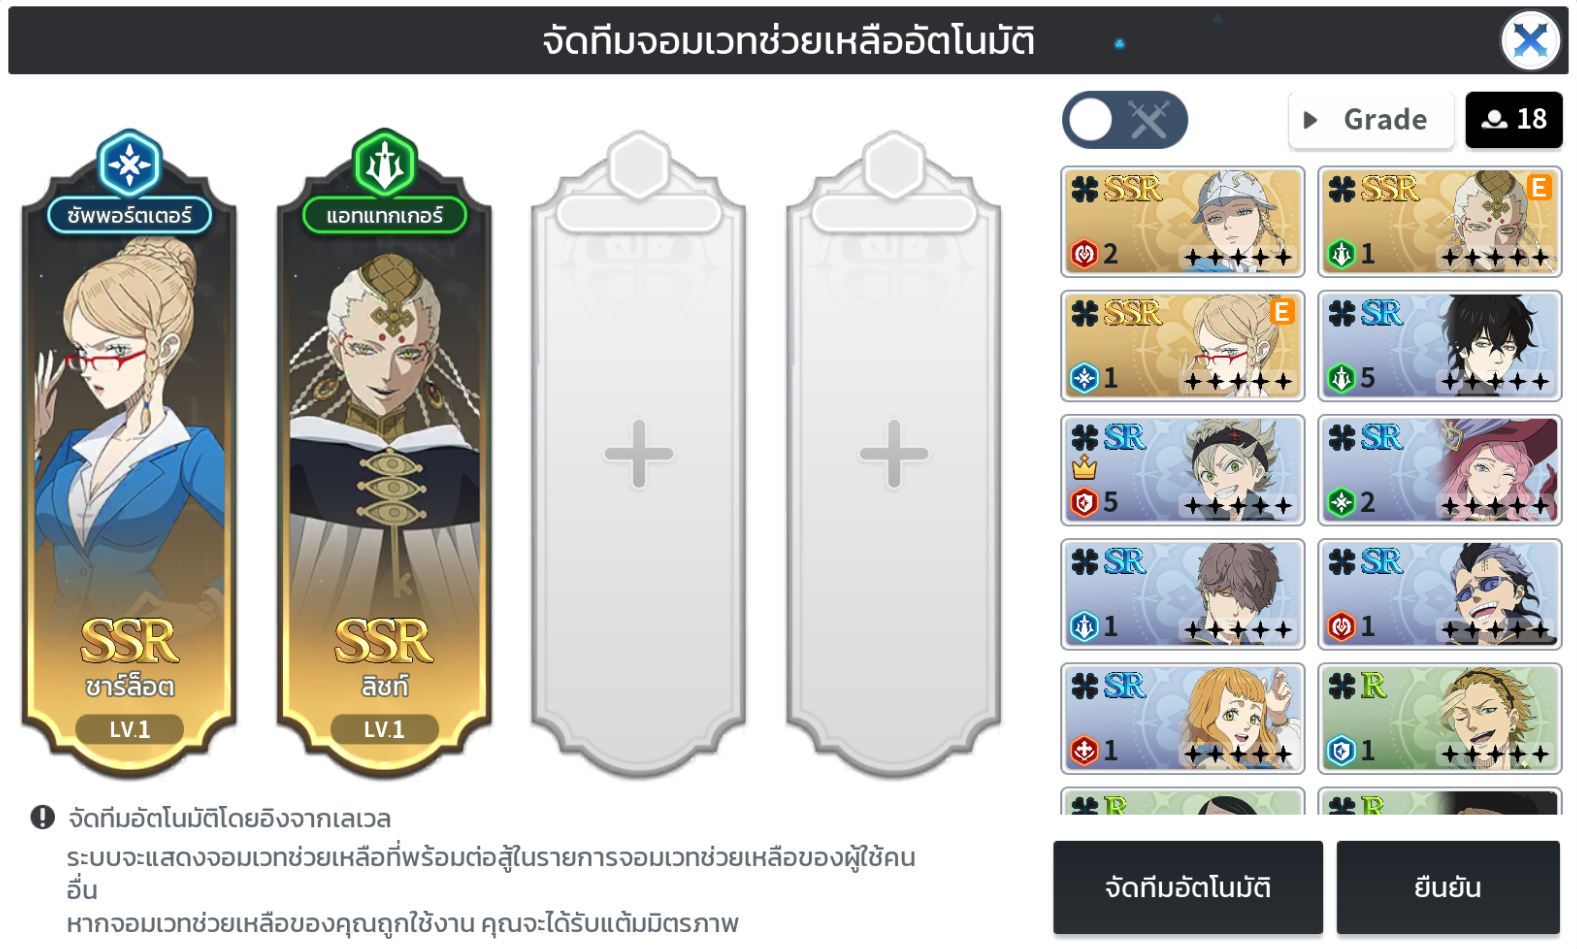 จัดทีมจอมเวทช่วยเหลืออัตโนมัติ
Grade
18
ซัพพอร์ตเตอร์
แอทแทกเกอร์
SSR
ชาร์ล็อต
LV.1
SSR
ลิชท์
LV.1
SSR
2
SSR
E
1
SSR
E
1
SR
5
SR
5
SR
2
SR
1
SR
1
SR
1
R
1
R
R
จัดทีมอัตโนมัติโดยอิงจากเลเวล
ระบบจะแสดงจอมเวทช่วยเหลือที่พร้อมต่อสู้ในรายการจอมเวทช่วยเหลือของผู้ใช้คน
อื่น
หากจอมเวทช่วยเหลือของคุณถูกใช้งาน คุณจะได้รับแต้มมิตรภาพ
จัดทีมอัตโนมัติ
ยืนยัน